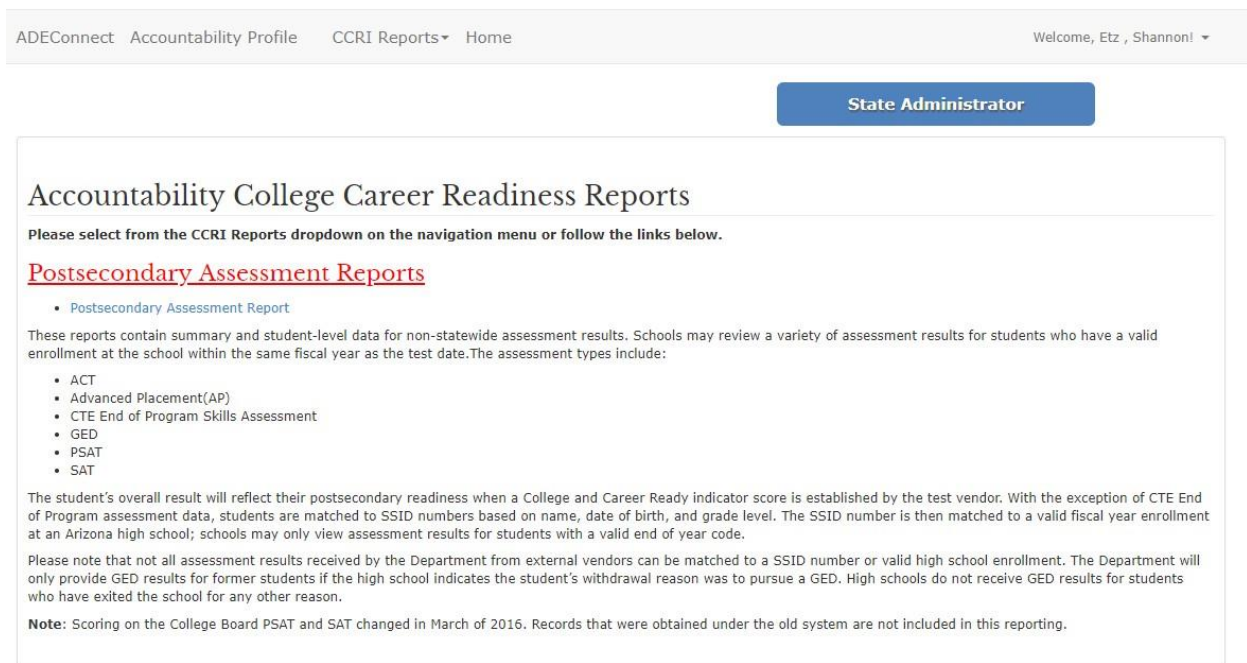 ADEConnect Accountability Profile CCRI Reports Home Welcome, Etz , Shannon!
State Administrator
Accountability College Career Readiness Reports
Please select from the CCRI Reports dropdown on the navigation menu or follow the links below.
Postsecondary Assessment Reports
• Postsecondary Assessment Report
These reports contain summary and student-level data for non-statewide assessment results. Schools may review a variety of assessment results for students who have a valid
enrollment at the school within the same fiscal year as the test date.The assessment types include:
• ACT
• Advanced Placement(AP)
• CTE End of Program Skills Assessment
• GED
• PSAT
• SAT
The student's overall result will reflect their postsecondary readiness when a College and Career Ready indicator score is established by the test vendor. With the exception of CTE End
of Program assessment data, students are matched to SSID numbers based on name, date of birth, and grade level. The SSID number is then matched to a valid fiscal year enrollment
at an Arizona high school; schools may only view assessment results for students with a valid end of year code.
Please note that not all assessment results received by the Department from external vendors can be matched to a SSID number or valid high school enrollment. The Department will
only provide GED results for former students if the high school indicates the student's withdrawal reason was to pursue a GED. High schools do not receive GED results for students
who have exited the school for any other reason.
Note: Scoring on the College Board PSAT and SAT changed in March of 2016. Records that were obtained under the old system are not included in this reporting.